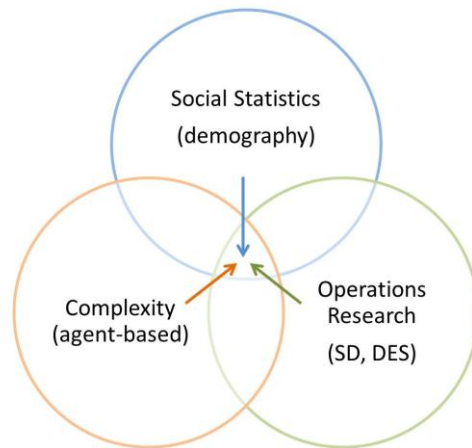 Social Statistics
(demography)
Complexity
(agent-based)
Operations
Research
(SD, DES)